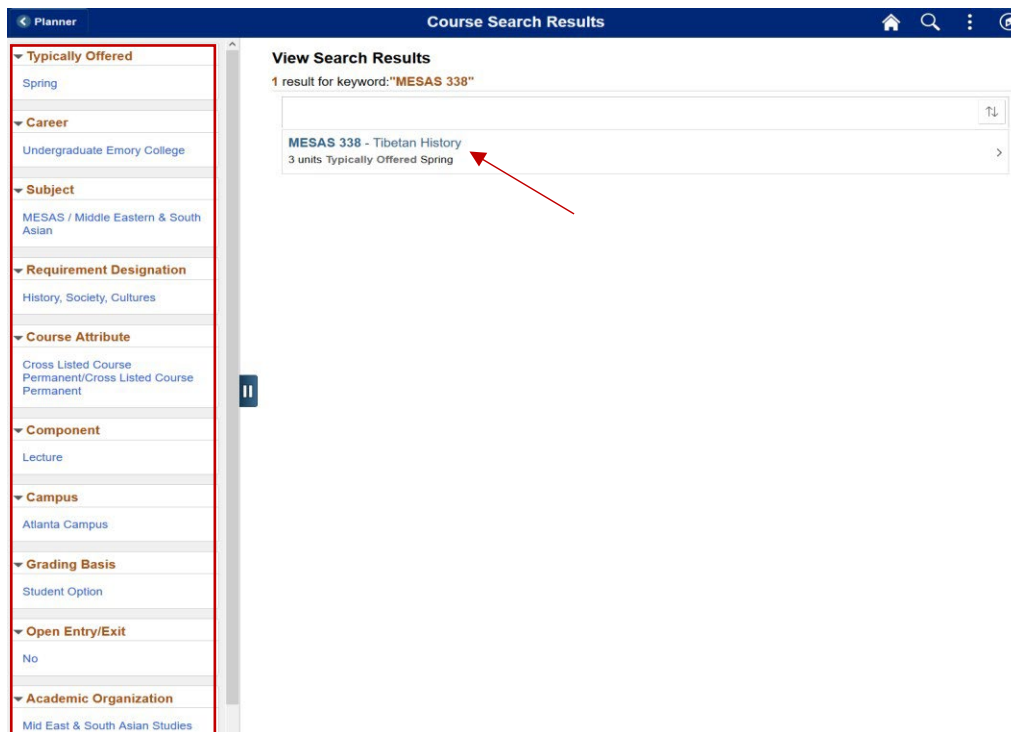 Planner
Course Search Results
Typically Offered
Spring
Career
Undergraduate Emory College
Subject
MESAS / Middle Eastern & South
Asian
Requirement Designation
History, Society, Cultures
Course Attribute
Cross Listed Course
Permanent/Cross Listed Course
Permanent
Component
Lecture
Campus
Atlanta Campus
Grading Basis
Student Option
Open Entry/Exit
No
Academic Organization
Mid East & South Asian Studies
View Search Results
1 result for keyword:"MESAS 338"
MESAS 338 - Tibetan History
3 units Typically Offered Spring